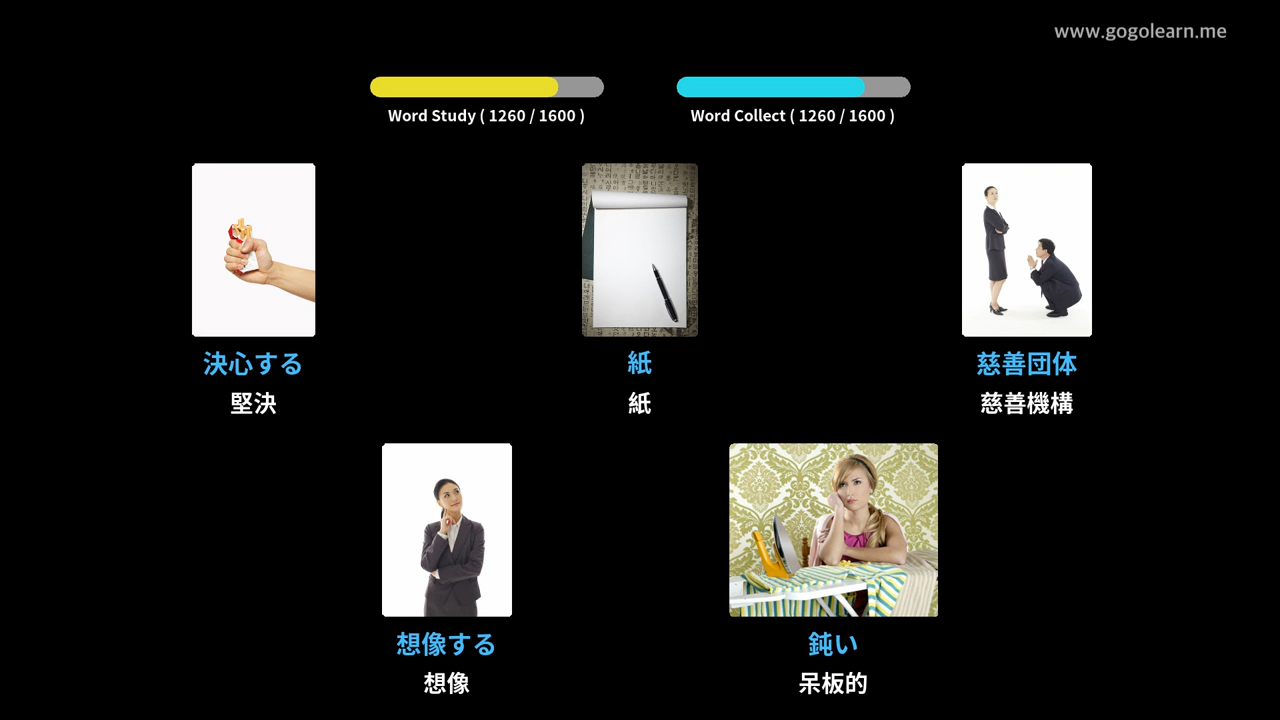 www.gogolearn.me
Word Study ( 1260 / 1600 )
Word Collect ( 1260 / 1600 )
決心する
堅決
紙
紙
慈善団体
慈善機構
想像する
想像
鈍い
呆板的